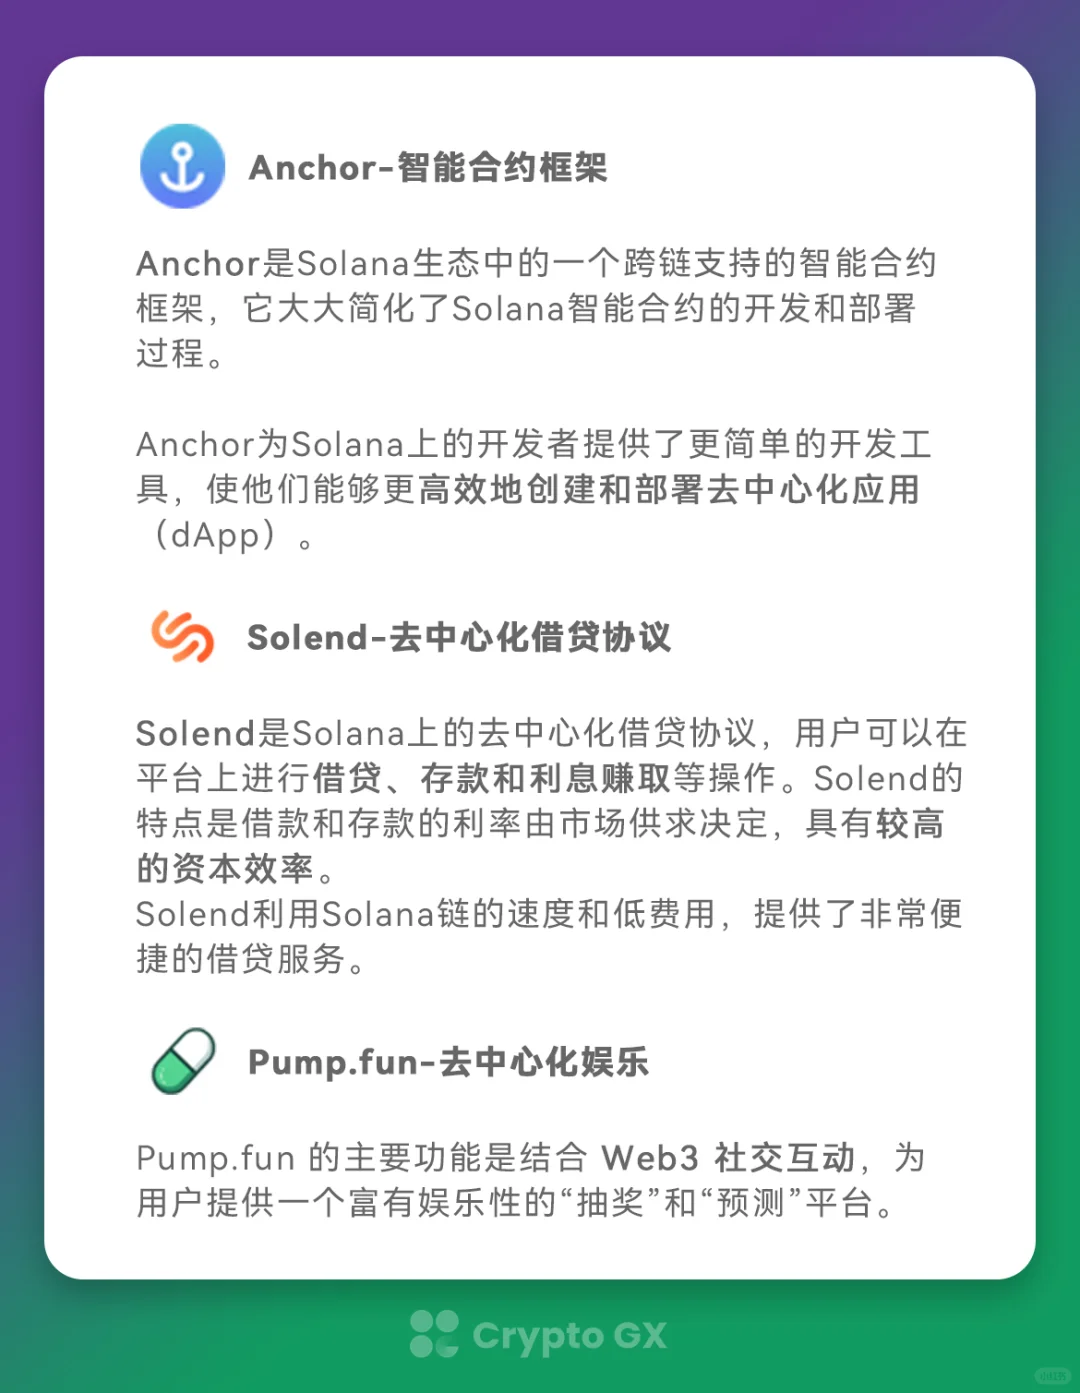 Anchor-智能合约框架
Anchor是Solana生态中的一个跨链支持的智能合约
框架，它大大简化了Solana智能合约的开发和部署
过程。
Anchor为Solana上的开发者提供了更简单的开发工
具，使他们能够更高效地创建和部署去中心化应用
（dApp）。
Solend-去中心化借贷协议
Solend是Solana上的去中心化借贷协议，用户可以在
平台上进行借贷、存款和利息赚取等操作。Solend的
特点是借款和存款的利率由市场供求决定，具有较高
的资本效率。
Solend利用Solana链的速度和低费用，提供了非常便
捷的借贷服务。
Pump.fun-去中心化娱乐
Pump.fun 的主要功能是结合 Web3 社交互动，为
用户提供一个富有娱乐性的“抽奖”和“预测”平台。
Crypto GX
小红书